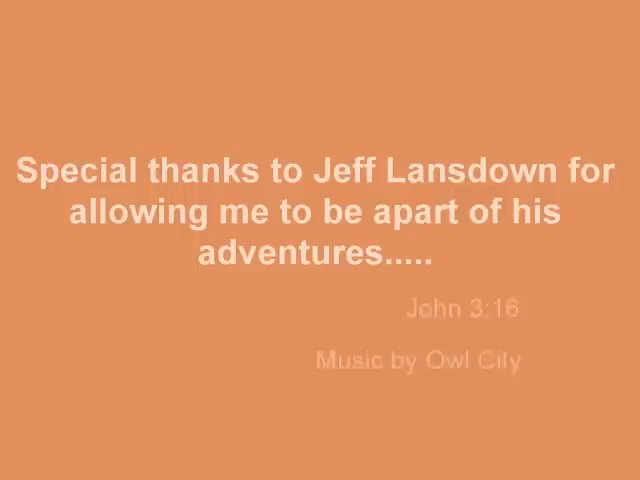 Special thanks to Jeff Lansdown for
allowing me to be apart of his
adventures.....
John 3:16
Music by Owl City